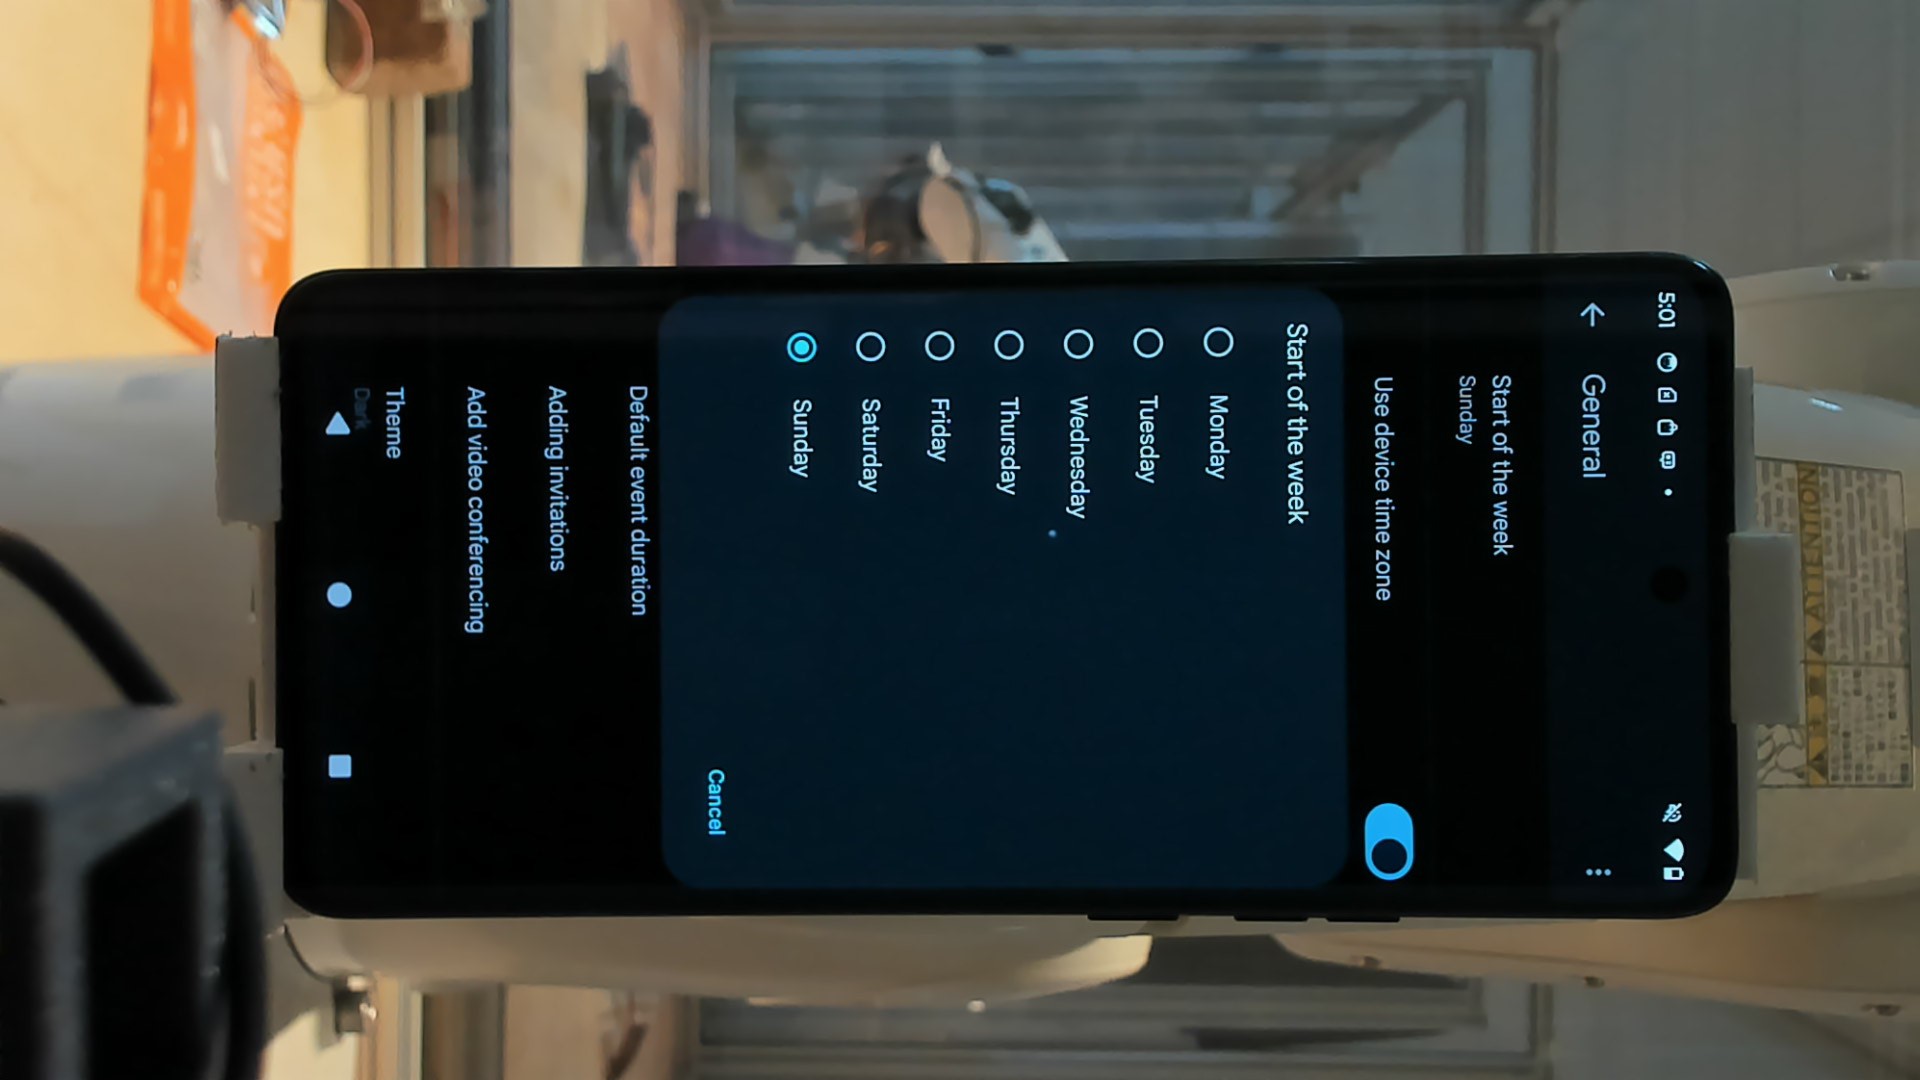 5:01
General
Start of the week
Sunday
Use device time zone
Start of the week
Monday
Tuesday
Wednesday
Thursday
Friday
Saturday
Sunday
Cancel
Default event duration
Adding invitations
Add video conferencing
Theme
Dark
ATTENTION